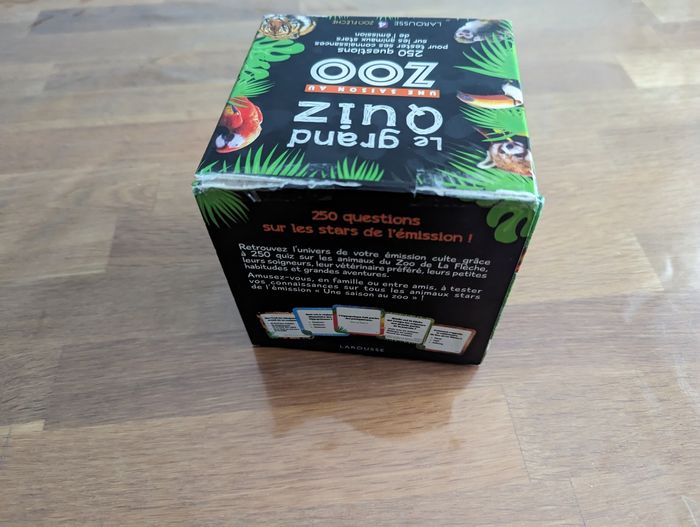 Le grand
Quiz
UNE SAISON AU
ZOO
250 questions
pour tester ses connaissances
sur les animaux stars
de l'émission
LAROUSSE ZOO FLÈCHE
250 questions
sur les stars de l'émission !
Retrouvez l'univers de votre émission culte grâce
à 250 quiz sur les animaux du Zoo de La Flèche,
leurs soigneurs, leur vétérinaire préféré, leurs petites
habitudes et grandes aventures.
Amusez-vous, en famille ou entre amis, à tester
vos connaissances sur tous les animaux stars
de l'émission « Une saison au zoo » !
LAROUSSE